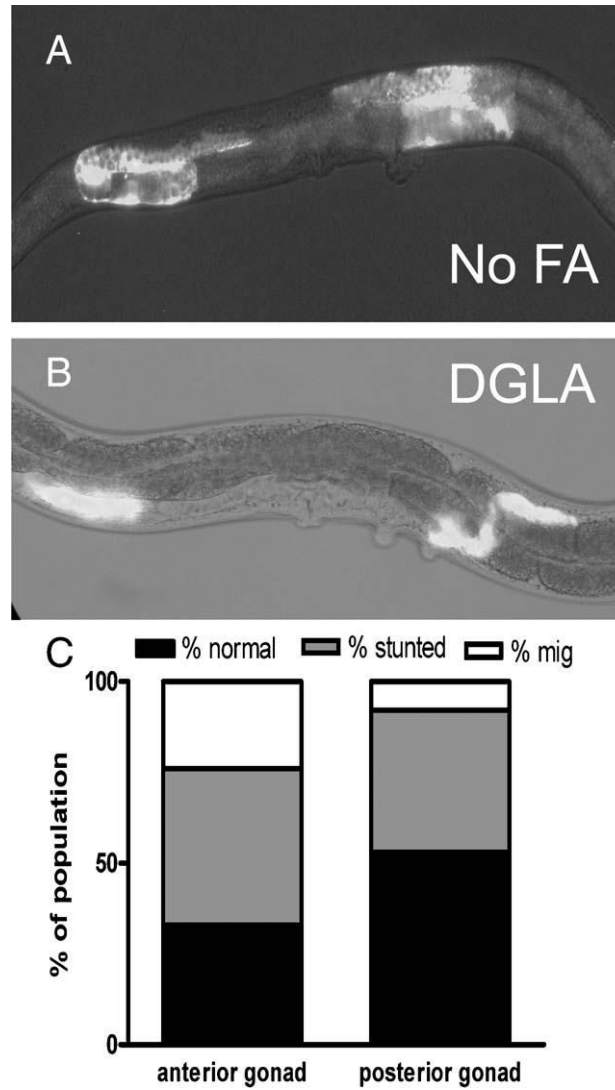 A
No FA
B
DGLA
C
% normal % stunted % mig
100
50
0
% of population
anterior gonad posterior gonad